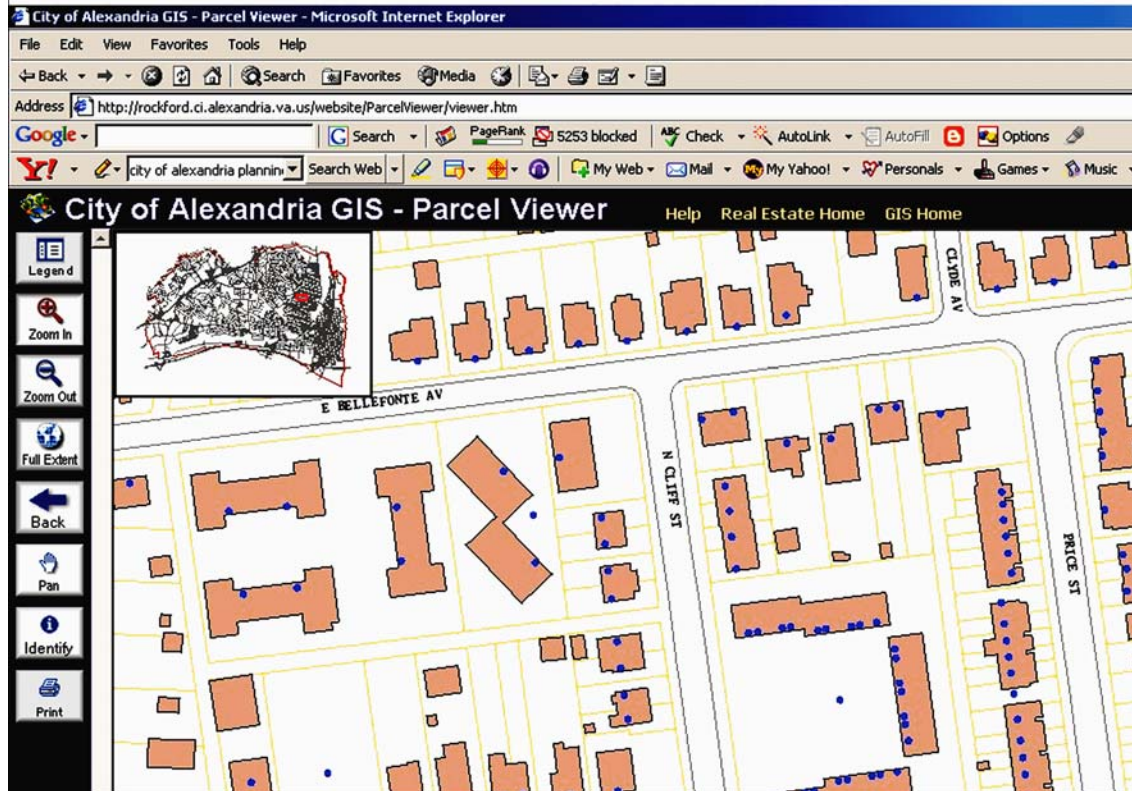 City of Alexandria GIS - Parcel Viewer - Microsoft Internet Explorer
File Edit View Favorites Tools Help
Back Search Favorites Media
Address http://rockford.ci.alexandria.va.us/website/ParcelViewer/viewer.htm
Google Search PageRank 5253 blocked ABC Check AutoLink AutoFill Options
Y! city of alexandria plannin Search Web My Web Mail My Yahoo! Personals Games Music
City of Alexandria GIS - Parcel Viewer Help Real Estate Home GIS Home
Legend
Zoom In
Zoom Out
Full Extent
Back
Pan
Identify
Print
CLYDE AV
E BELLEFONTE AV
N CLIFF ST
PRICE ST